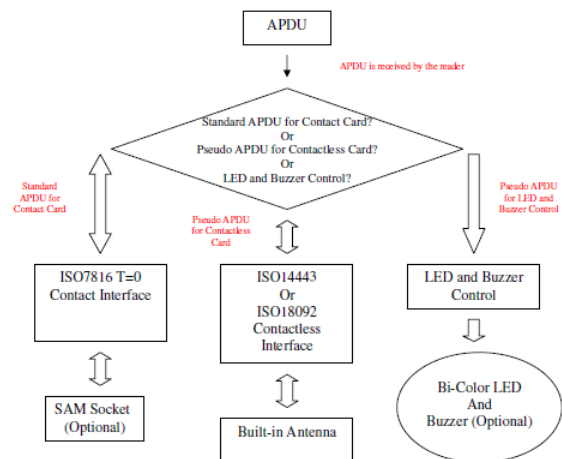 APDU
APDU is received by the reader
Standard APDU for Contact Card?
Or
Pseudo APDU for Contactless Card?
Or
LED and Buzzer Control?
Standard
APDU for
Contact Card
Pseudo APDU
for Contactless
Card
Pseudo APDU
for LED and
Buzzer Control
ISO7816 T=0
Contact Interface
ISO14443
Or
ISO18092
Contactless
Interface
LED and Buzzer
Control
SAM Socket
(Optional)
Built-in Antenna
Bi-Color LED
And
Buzzer (Optional)